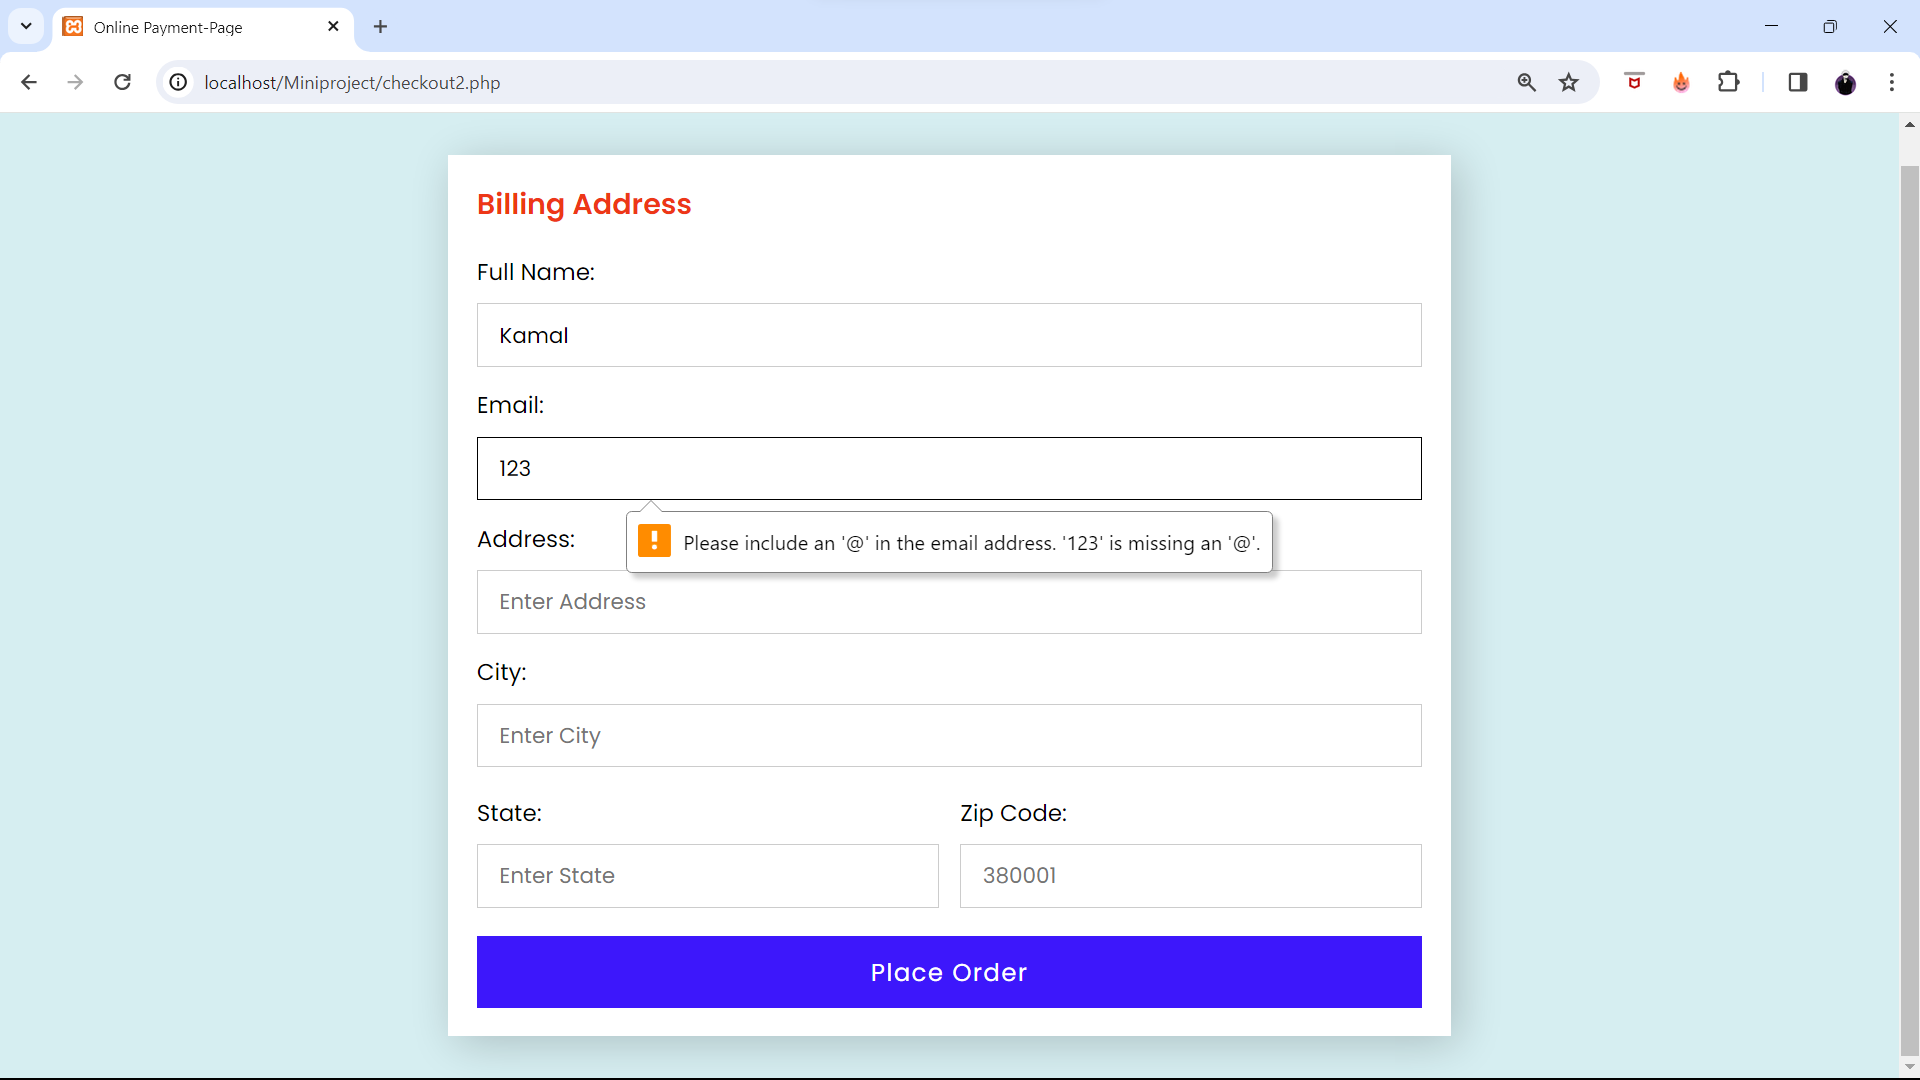 Online Payment-Page
localhost/Miniproject/checkout2.php
Billing Address
Full Name:
Kamal
Email:
123
Please include an '@' in the email address. '123' is missing an '@'.
Address:
Enter Address
City:
Enter City
State:
Zip Code:
Enter State
380001
Place Order